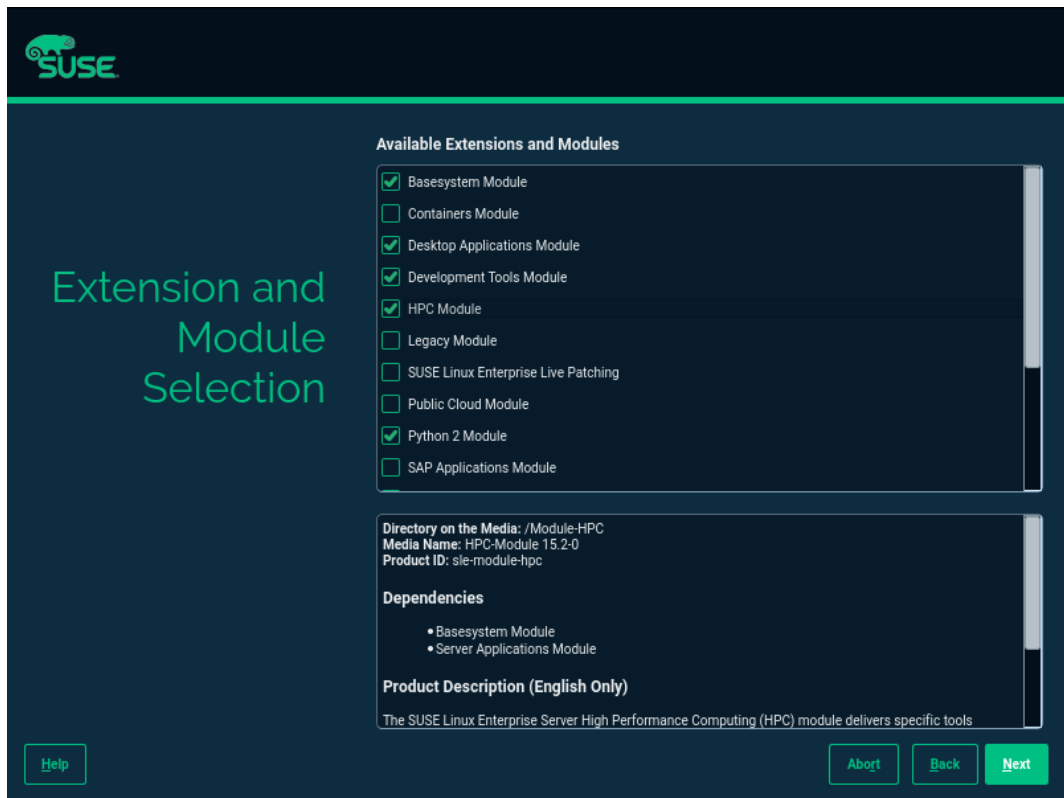 SUSE
Extension and
Module
Selection
Available Extensions and Modules
Basesystem Module
Containers Module
Desktop Applications Module
Development Tools Module
HPC Module
Legacy Module
SUSE Linux Enterprise Live Patching
Public Cloud Module
Python 2 Module
SAP Applications Module
Directory on the Media: /Module-HPC
Media Name: HPC-Module 15.2-0
Product ID: sle-module-hpc
Dependencies
• Basesystem Module
• Server Applications Module
Product Description (English Only)
The SUSE Linux Enterprise Server High Performance Computing (HPC) module delivers specific tools
Help
Abort
Back
Next